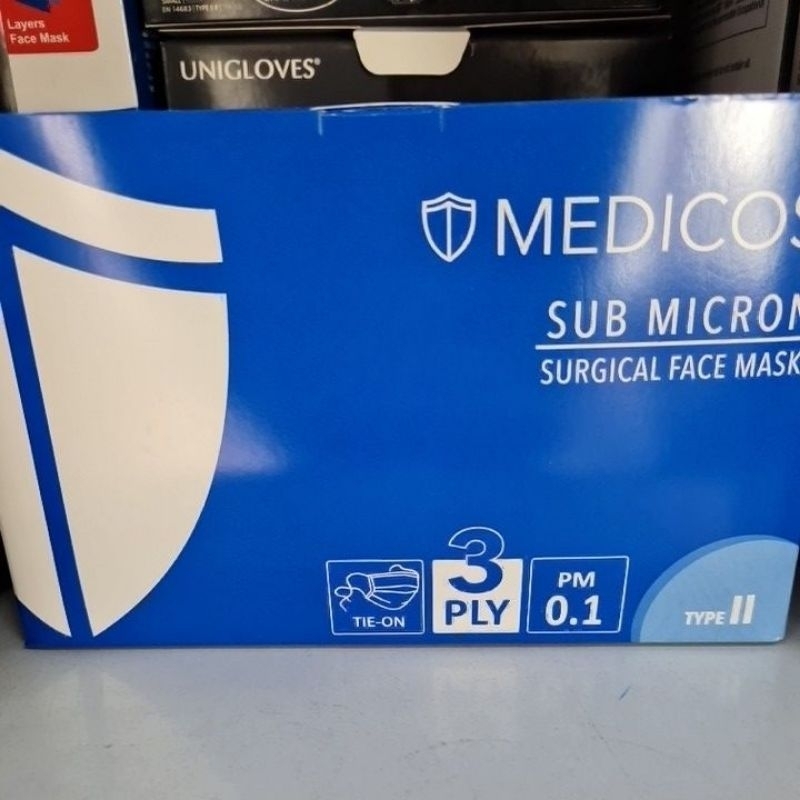 Layers
Face Mask
UNIGLOVES®
MEDICOS
SUB MICRON
SURGICAL FACE MASK
TIE-ON
3
PLY
PM
0.1
TYPE II